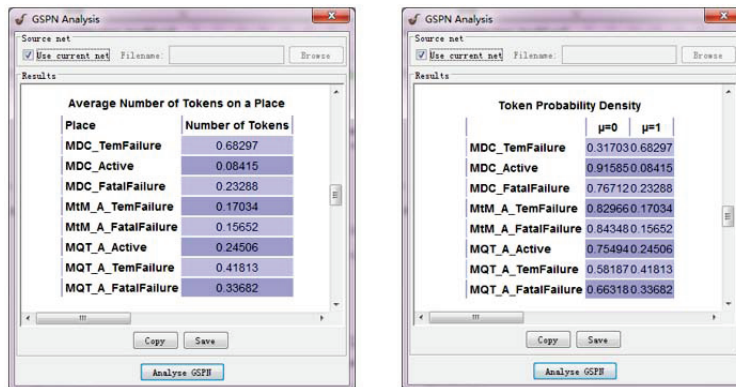 GSPN Analysis
Source net
Use current net Filename: Browse
Results
Average Number of Tokens on a Place
Place Number of Tokens
MDC_TemFailure 0.68297
MDC_Active 0.08415
MDC_FatalFailure 0.23288
MtM_A_TemFailure 0.17034
MtM_A_FatalFailure 0.15652
MQT_A_Active 0.24506
MQT_A_TemFailure 0.41813
MQT_A_FatalFailure 0.33682
Copy Save
Analyse GSPN
GSPN Analysis
Source net
Use current net Filename: Browse
Results
Token Probability Density
µ=0 µ=1
MDC_TemFailure 0.31703 0.68297
MDC_Active 0.91585 0.08415
MDC_FatalFailure 0.76712 0.23288
MtM_A_TemFailure 0.82966 0.17034
MtM_A_FatalFailure 0.84348 0.15652
MQT_A_Active 0.75494 0.24506
MQT_A_TemFailure 0.58187 0.41813
MQT_A_FatalFailure 0.66318 0.33682
Copy Save
Analyse GSPN